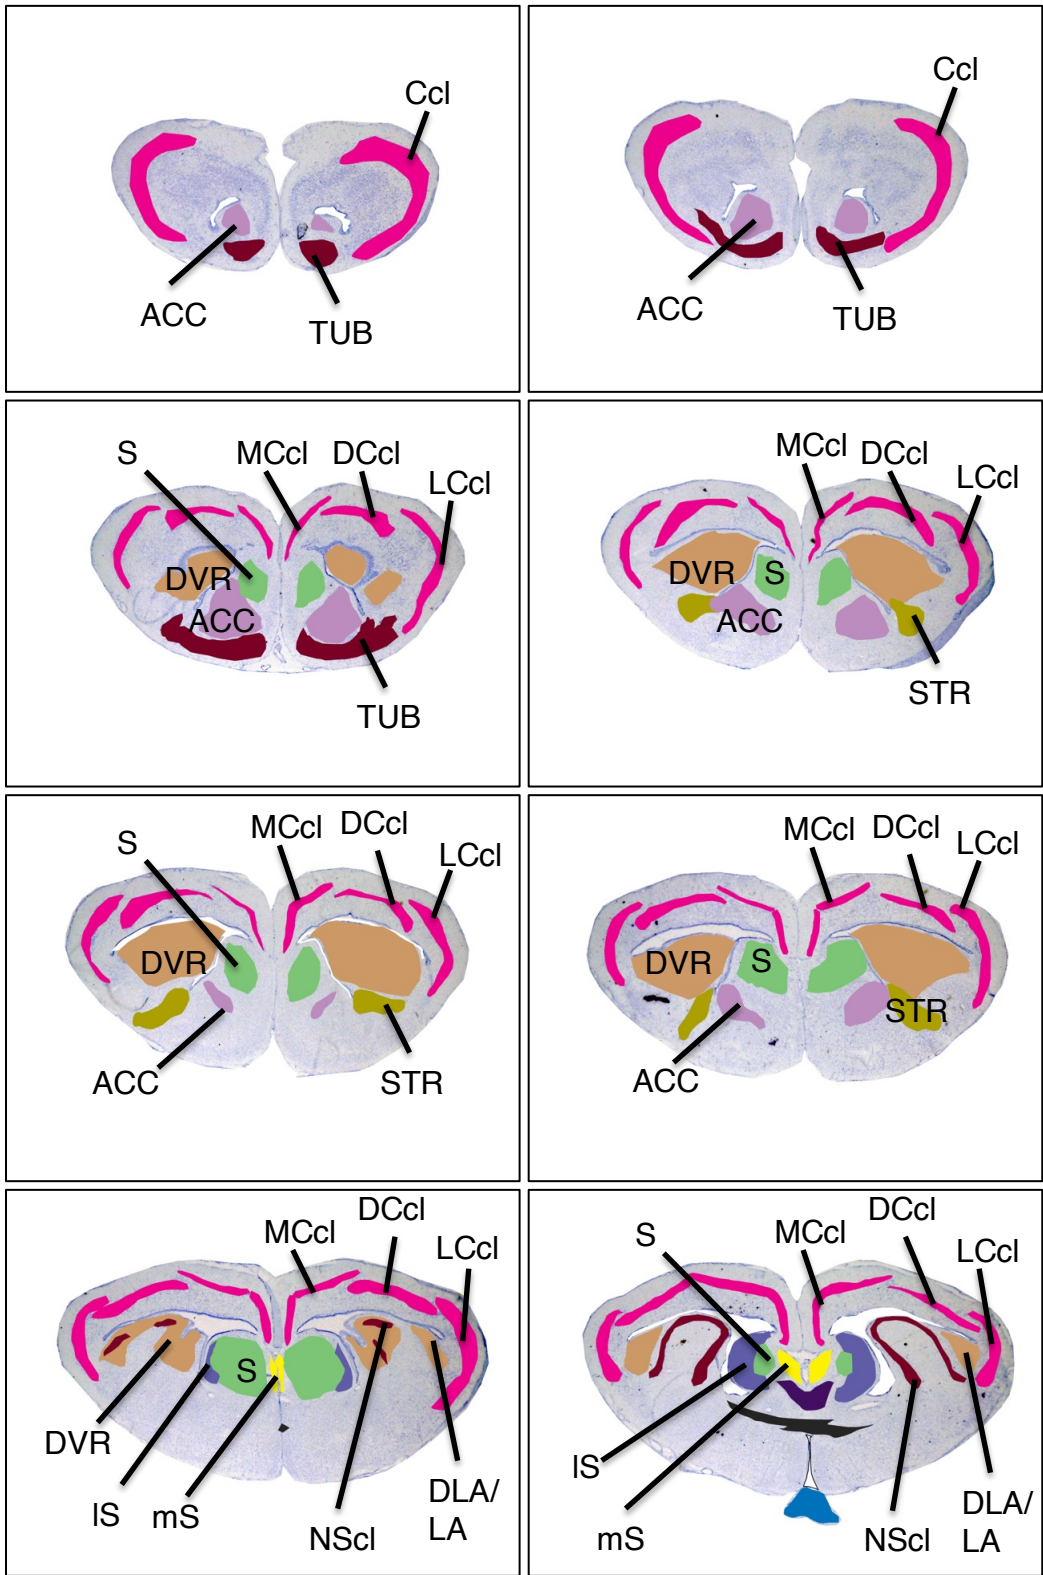 Ccl
ACC
TUB
Ccl
ACC
TUB
S MCcl DCcl
LCcl
DVR
ACC
TUB
MCcl DCcl
LCcl
DVR S
ACC
STR
S MCcl DCcl
LCcl
DVR
ACC STR
MCcl DCcl
LCcl
DVR S
STR
ACC
DCcl
MCcl
LCcl
S
DVR
lS mS
NScl
DLA/
LA
DCcl
S MCcl
LCcl
lS
mS
NScl
DLA/
LA